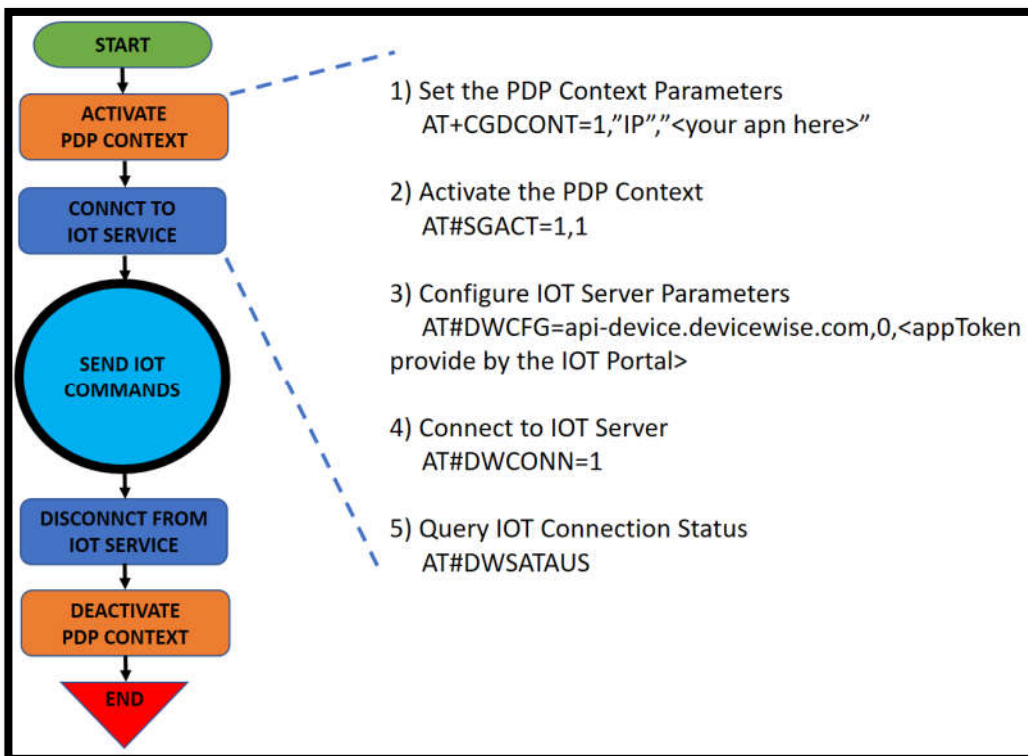 START
ACTIVATE
PDP CONTEXT
CONNCT TO
IOT SERVICE
SEND IOT
COMMANDS
DISCONNCT FROM
IOT SERVICE
DEACTIVATE
PDP CONTEXT
END
1) Set the PDP Context Parameters
AT+CGDCONT=1,”IP”,”<your apn here>”
2) Activate the PDP Context
AT#SGACT=1,1
3) Configure IOT Server Parameters
AT#DWCFG=api-device.devicewise.com,0,<appToken
provide by the IOT Portal>
4) Connect to IOT Server
AT#DWCONN=1
5) Query IOT Connection Status
AT#DWSATAUS